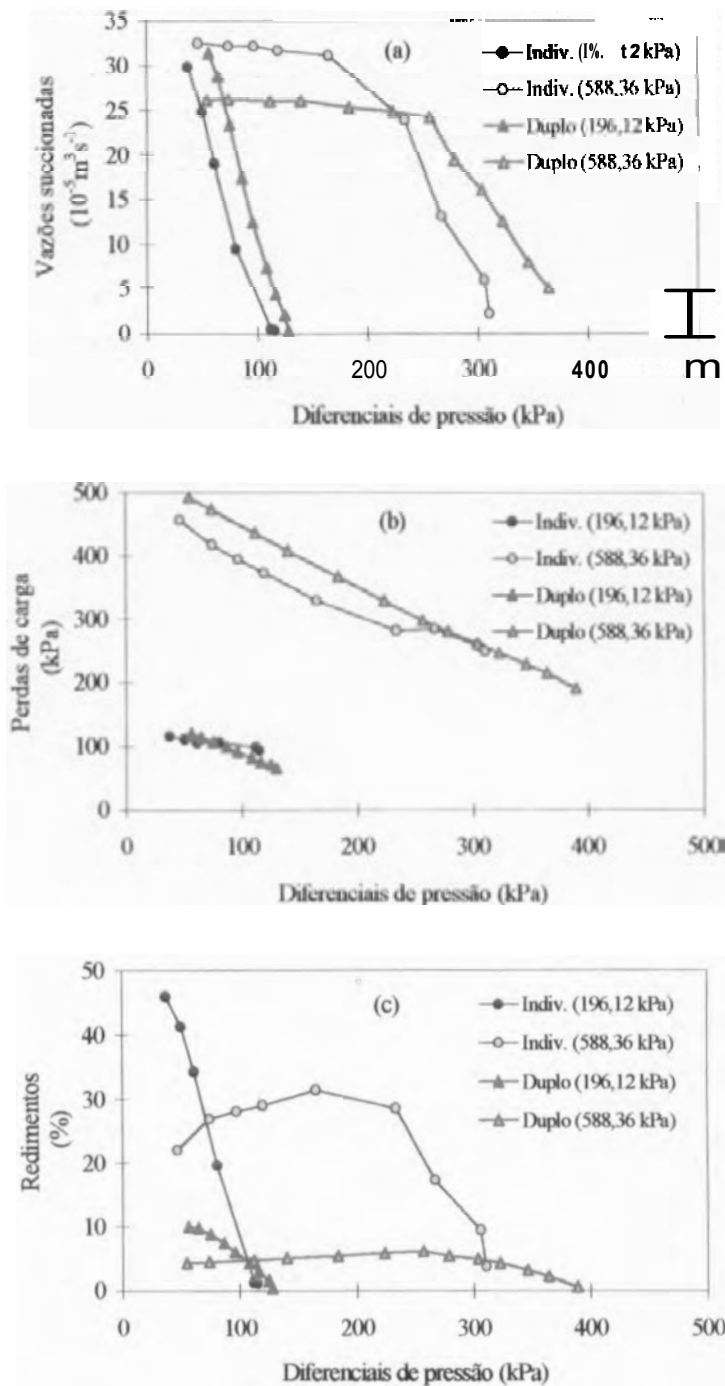 35
30
25
20
15
10
5
0
Vazões succionadas
(10⁻⁵m³s⁻¹)
(a)
Indiv. (I%. t2 kPa)
Indiv. (588,36 kPa)
Duplo (196,12 kPa)
Duplo (588,36 kPa)
0 100 200 300 400 m
Diferenciais de pressão (kPa)
500
400
300
200
100
0
Perdas de carga
(kPa)
(b)
Indiv. (196,12 kPa)
Indiv. (588,36 kPa)
Duplo (196,12 kPa)
Duplo (588,36 kPa)
0 100 200 300 400 500
Diferenciais de pressão (kPa)
50
40
30
20
10
0
Redimentos
(%)
(c)
Indiv. (196,12 kPa)
Indiv. (588,36 kPa)
Duplo (196,12 kPa)
Duplo (588,36 kPa)
0 100 200 300 400 500
Diferenciais de pressão (kPa)